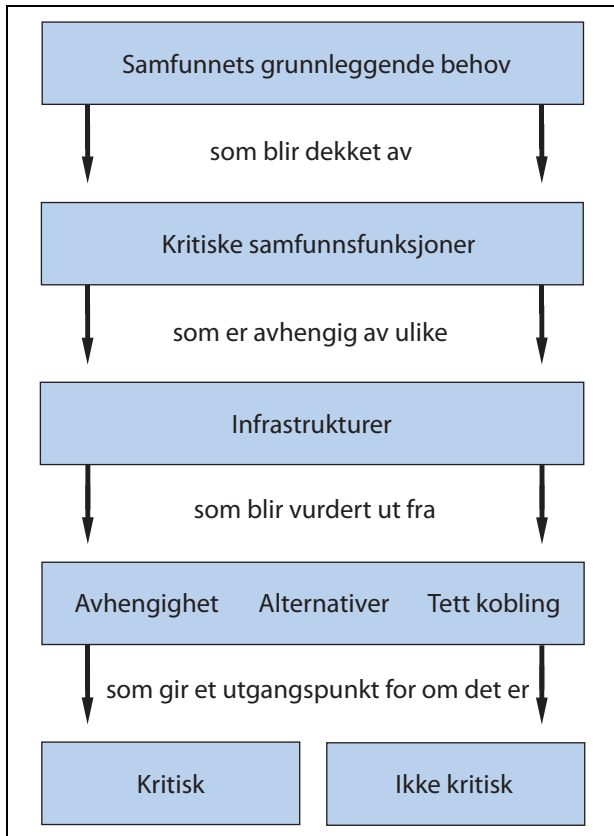 Samfunnets grunnleggende behov
som blir dekket av
Kritiske samfunnsfunksjoner
som er avhengig av ulike
Infrastrukturer
som blir vurdert ut fra
Avhengighet Alternativer Tett kobling
som gir et utgangspunkt for om det er
Kritisk Ikke kritisk